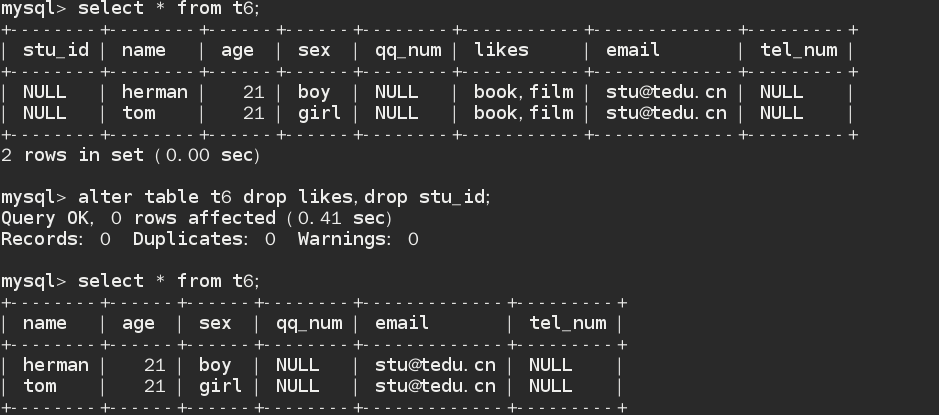 mysql> select * from t6;
+--------+--------+------+------+--------+-----------+-------------+---------+
| stu_id | name   | age  | sex  | qq_num | likes     | email       | tel_num |
+--------+--------+------+------+--------+-----------+-------------+---------+
| NULL   | herman |   21 | boy  | NULL   | book,film | stu@tedu.cn | NULL    |
| NULL   | tom    |   21 | girl | NULL   | book,film | stu@tedu.cn | NULL    |
+--------+--------+------+------+--------+-----------+-------------+---------+
2 rows in set (0.00 sec)
mysql> alter table t6 drop likes,drop stu_id;
Query OK, 0 rows affected (0.41 sec)
Records: 0  Duplicates: 0  Warnings: 0
mysql> select * from t6;
+--------+------+------+--------+-------------+---------+
| name   | age  | sex  | qq_num | email       | tel_num |
+--------+------+------+--------+-------------+---------+
| herman |   21 | boy  | NULL   | stu@tedu.cn | NULL    |
| tom    |   21 | girl | NULL   | stu@tedu.cn | NULL    |
+--------+------+------+--------+-------------+---------+